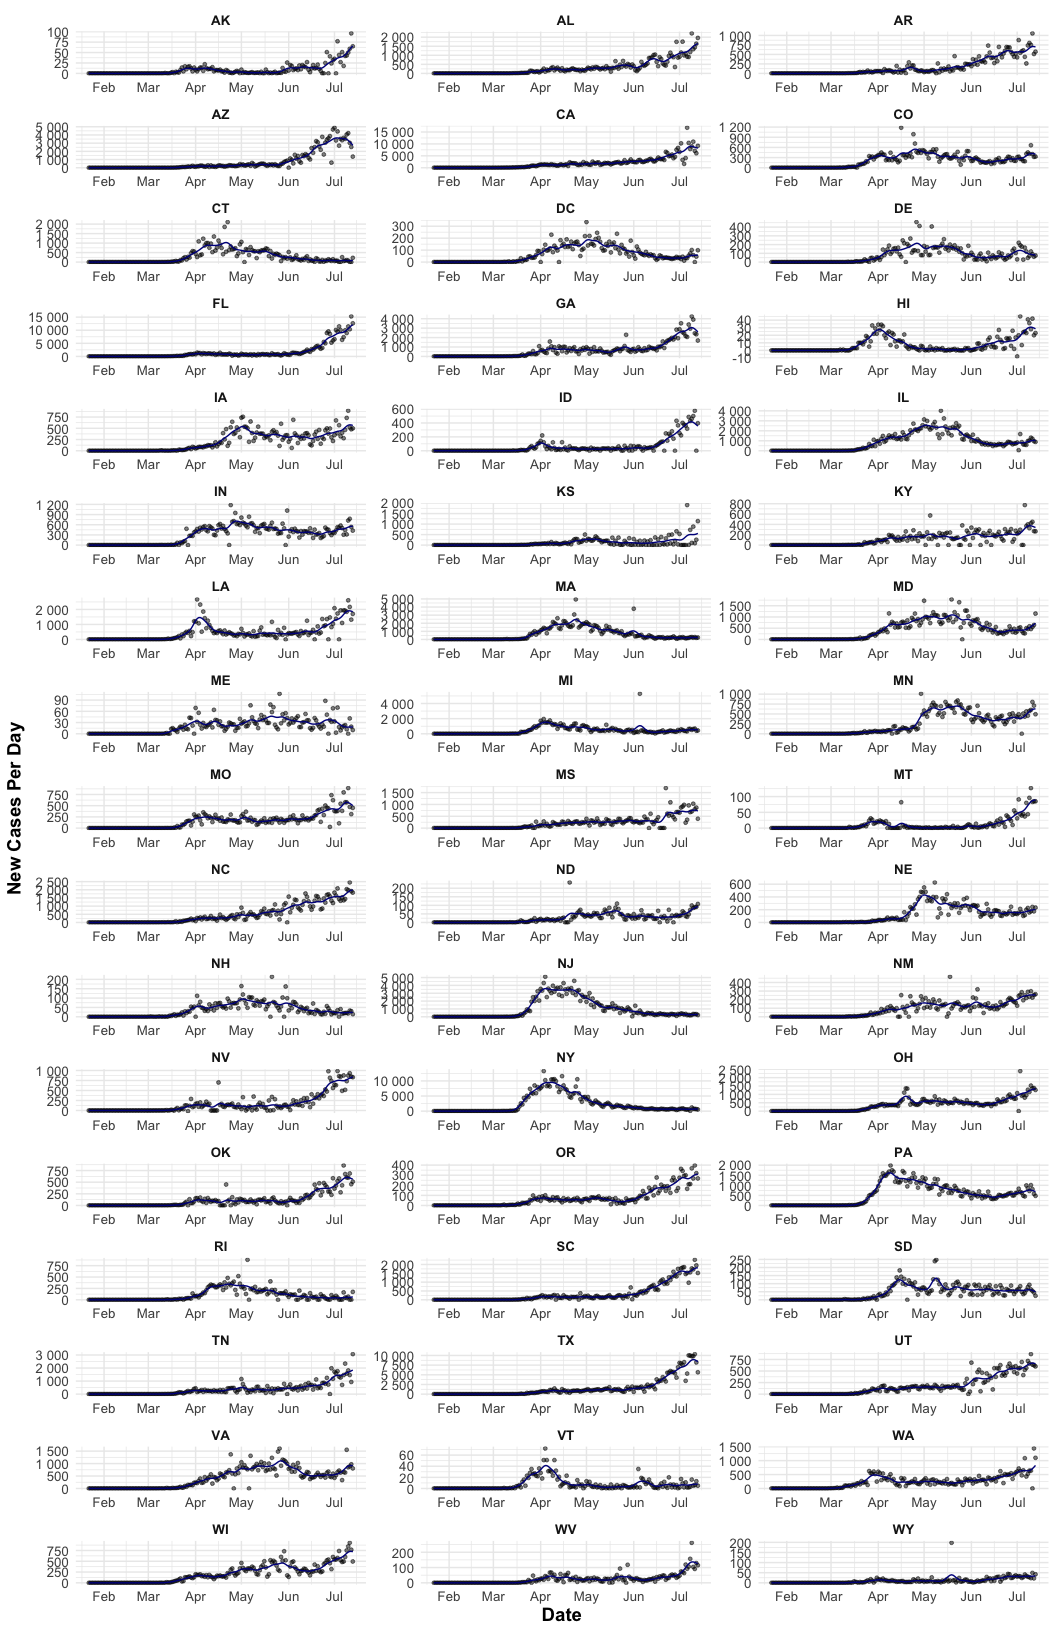 AK AL AR
100 75 50 25 0
2 000 1 500 1 000 500 0
1 000 750 500 250 0
Feb Mar Apr May Jun Jul Feb Mar Apr May Jun Jul Feb Mar Apr May Jun Jul
AZ CA CO
5 000 4 000 3 000 2 000 1 000 0
15 000 10 000 5 000 0
1 200 900 600 300 0
Feb Mar Apr May Jun Jul Feb Mar Apr May Jun Jul Feb Mar Apr May Jun Jul
CT DC DE
2 000 1 500 1 000 500 0
300 200 100 0
400 300 200 100 0
Feb Mar Apr May Jun Jul Feb Mar Apr May Jun Jul Feb Mar Apr May Jun Jul
FL GA HI
15 000 10 000 5 000 0
4 000 3 000 2 000 1 000 0
40 30 20 10 0 -10
Feb Mar Apr May Jun Jul Feb Mar Apr May Jun Jul Feb Mar Apr May Jun Jul
IA ID IL
750 500 250 0
600 400 200 0
4 000 3 000 2 000 1 000 0
Feb Mar Apr May Jun Jul Feb Mar Apr May Jun Jul Feb Mar Apr May Jun Jul
IN KS KY
1 200 900 600 300 0
2 000 1 500 1 000 500 0
800 600 400 200 0
Feb Mar Apr May Jun Jul Feb Mar Apr May Jun Jul Feb Mar Apr May Jun Jul
LA MA MD
2 000 1 000 0
5 000 4 000 3 000 2 000 1 000 0
1 500 1 000 500 0
Feb Mar Apr May Jun Jul Feb Mar Apr May Jun Jul Feb Mar Apr May Jun Jul
ME MI MN
90 60 30 0
4 000 2 000 0
1 000 750 500 250 0
Feb Mar Apr May Jun Jul Feb Mar Apr May Jun Jul Feb Mar Apr May Jun Jul
New Cases Per Day
MO MS MT
750 500 250 0
1 500 1 000 500 0
100 50 0
Feb Mar Apr May Jun Jul Feb Mar Apr May Jun Jul Feb Mar Apr May Jun Jul
NC ND NE
2 500 2 000 1 500 1 000 500 0
200 150 100 50 0
600 400 200 0
Feb Mar Apr May Jun Jul Feb Mar Apr May Jun Jul Feb Mar Apr May Jun Jul
NH NJ NM
200 150 100 50 0
5 000 4 000 3 000 2 000 1 000 0
400 300 200 100 0
Feb Mar Apr May Jun Jul Feb Mar Apr May Jun Jul Feb Mar Apr May Jun Jul
NV NY OH
1 000 750 500 250 0
10 000 5 000 0
2 500 2 000 1 500 1 000 500 0
Feb Mar Apr May Jun Jul Feb Mar Apr May Jun Jul Feb Mar Apr May Jun Jul
OK OR PA
750 500 250 0
400 300 200 100 0
2 000 1 500 1 000 500 0
Feb Mar Apr May Jun Jul Feb Mar Apr May Jun Jul Feb Mar Apr May Jun Jul
RI SC SD
750 500 250 0
2 000 1 500 1 000 500 0
250 200 150 100 50 0
Feb Mar Apr May Jun Jul Feb Mar Apr May Jun Jul Feb Mar Apr May Jun Jul
TN TX UT
3 000 2 000 1 000 0
10 000 7 500 5 000 2 500 0
750 500 250 0
Feb Mar Apr May Jun Jul Feb Mar Apr May Jun Jul Feb Mar Apr May Jun Jul
VA VT WA
1 500 1 000 500 0
60 40 20 0
1 500 1 000 500 0
Feb Mar Apr May Jun Jul Feb Mar Apr May Jun Jul Feb Mar Apr May Jun Jul
WI WV WY
750 500 250 0
200 100 0
200 150 100 50 0
Feb Mar Apr May Jun Jul Feb Mar Apr May Jun Jul Feb Mar Apr May Jun Jul
Date